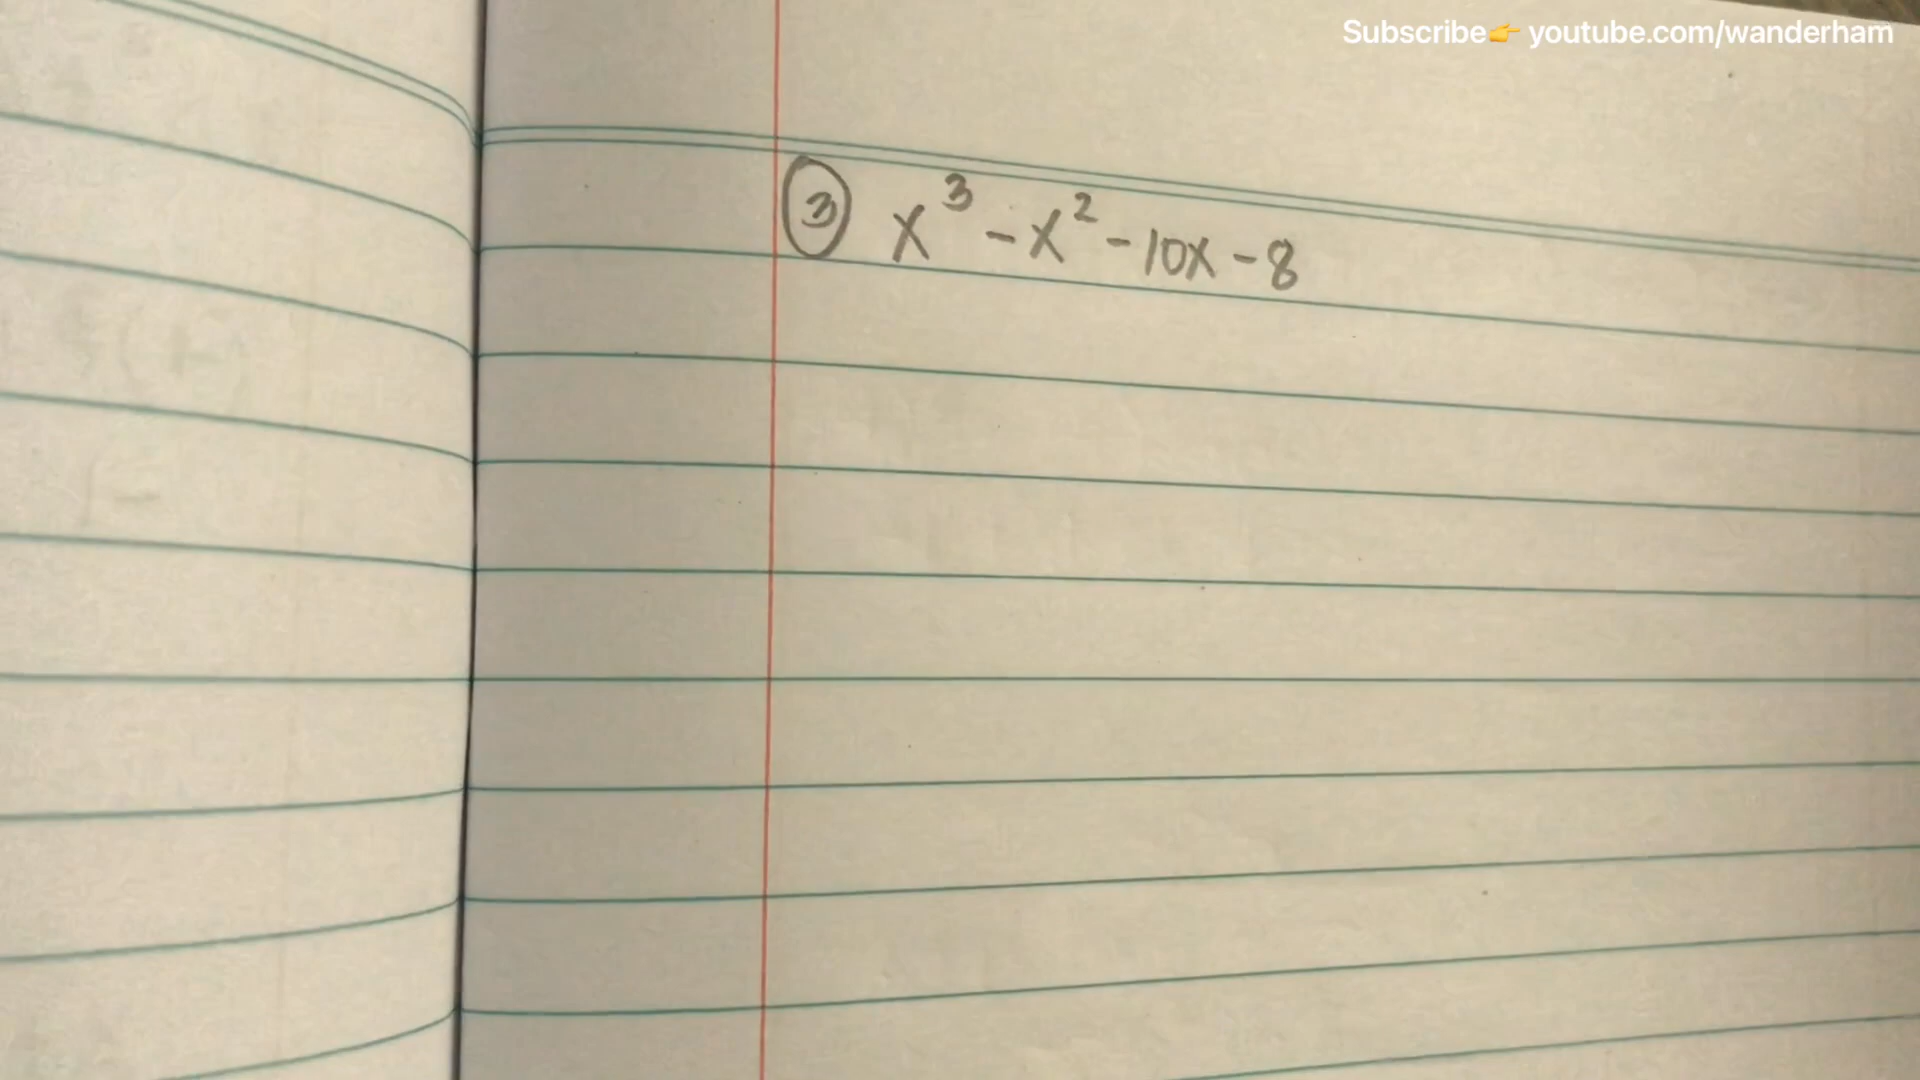 Subscribe👉 youtube.com/wanderham
③ x³ - x² - 10x - 8